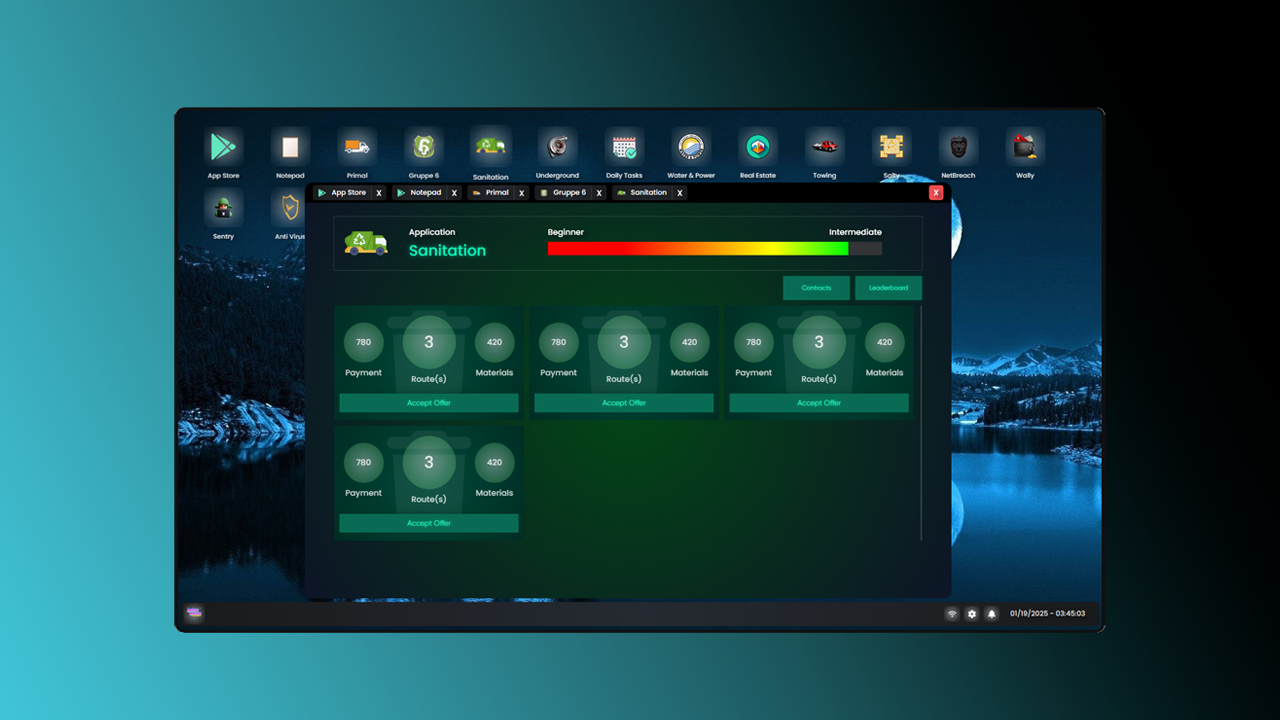 App Store
Notepad
Primal
Gruppe 6
Sanitation
Underground
Daily Tasks
Water & Power
Real Estate
Towing
NetBreach
Wally
Sentry
Anti Virus
App Store X
Notepad X
Primal X
Gruppe 6 X
Sanitation X
X
Application
Sanitation
Beginner
Intermediate
Contracts
Leaderboard
780
Payment
3
Route(s)
420
Materials
Accept Offer
780
Payment
3
Route(s)
420
Materials
Accept Offer
780
Payment
3
Route(s)
420
Materials
Accept Offer
780
Payment
3
Route(s)
420
Materials
Accept Offer
01/19/2025 - 03:45:03